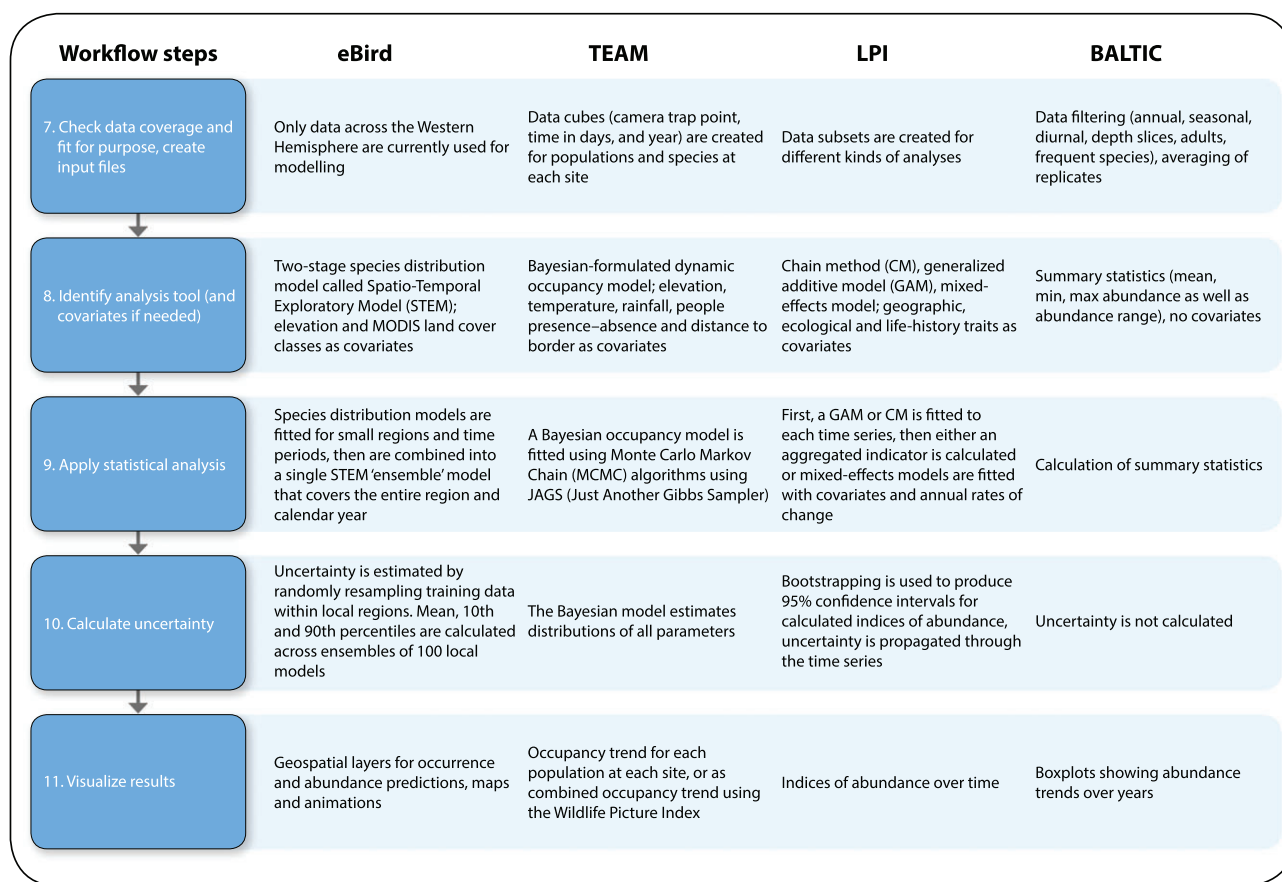 Workflow steps
eBird
TEAM
LPI
BALTIC
7. Check data coverage and
fit for purpose, create
input files
Only data across the Western
Hemisphere are currently used for
modelling
Data cubes (camera trap point,
time in days, and year) are created
for populations and species at
each site
Data subsets are created for
different kinds of analyses
Data filtering (annual, seasonal,
diurnal, depth slices, adults,
frequent species), averaging of
replicates
8. Identify analysis tool (and
covariates if needed)
Two-stage species distribution
model called Spatio-Temporal
Exploratory Model (STEM);
elevation and MODIS land cover
classes as covariates
Bayesian-formulated dynamic
occupancy model; elevation,
temperature, rainfall, people
presence–absence and distance to
border as covariates
Chain method (CM), generalized
additive model (GAM), mixed-
effects model; geographic,
ecological and life-history traits as
covariates
Summary statistics (mean,
min, max abundance as well as
abundance range), no covariates
9. Apply statistical analysis
Species distribution models are
fitted for small regions and time
periods, then are combined into
a single STEM ‘ensemble’ model
that covers the entire region and
calendar year
A Bayesian occupancy model is
fitted using Monte Carlo Markov
Chain (MCMC) algorithms using
JAGS (Just Another Gibbs Sampler)
First, a GAM or CM is fitted to
each time series, then either an
aggregated indicator is calculated
or mixed-effects models are fitted
with covariates and annual rates of
change
Calculation of summary statistics
10. Calculate uncertainty
Uncertainty is estimated by
randomly resampling training data
within local regions. Mean, 10th
and 90th percentiles are calculated
across ensembles of 100 local
models
The Bayesian model estimates
distributions of all parameters
Bootstrapping is used to produce
95% confidence intervals for
calculated indices of abundance,
uncertainty is propagated through
the time series
Uncertainty is not calculated
11. Visualize results
Geospatial layers for occurrence
and abundance predictions, maps
and animations
Occupancy trend for each
population at each site, or as
combined occupancy trend using
the Wildlife Picture Index
Indices of abundance over time
Boxplots showing abundance
trends over years